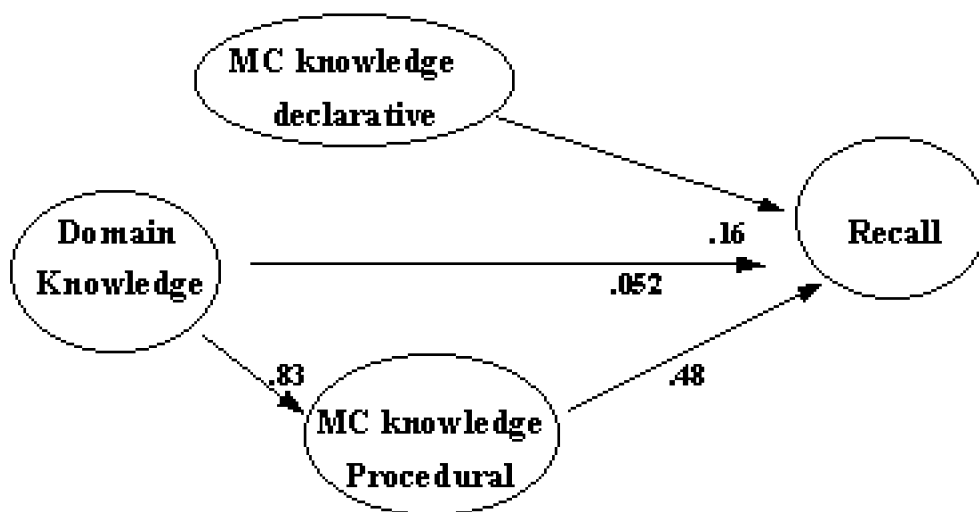 MC knowledge
declarative
Domain
Knowledge
.16
Recall
.052
.83
.48
MC knowledge
Procedural